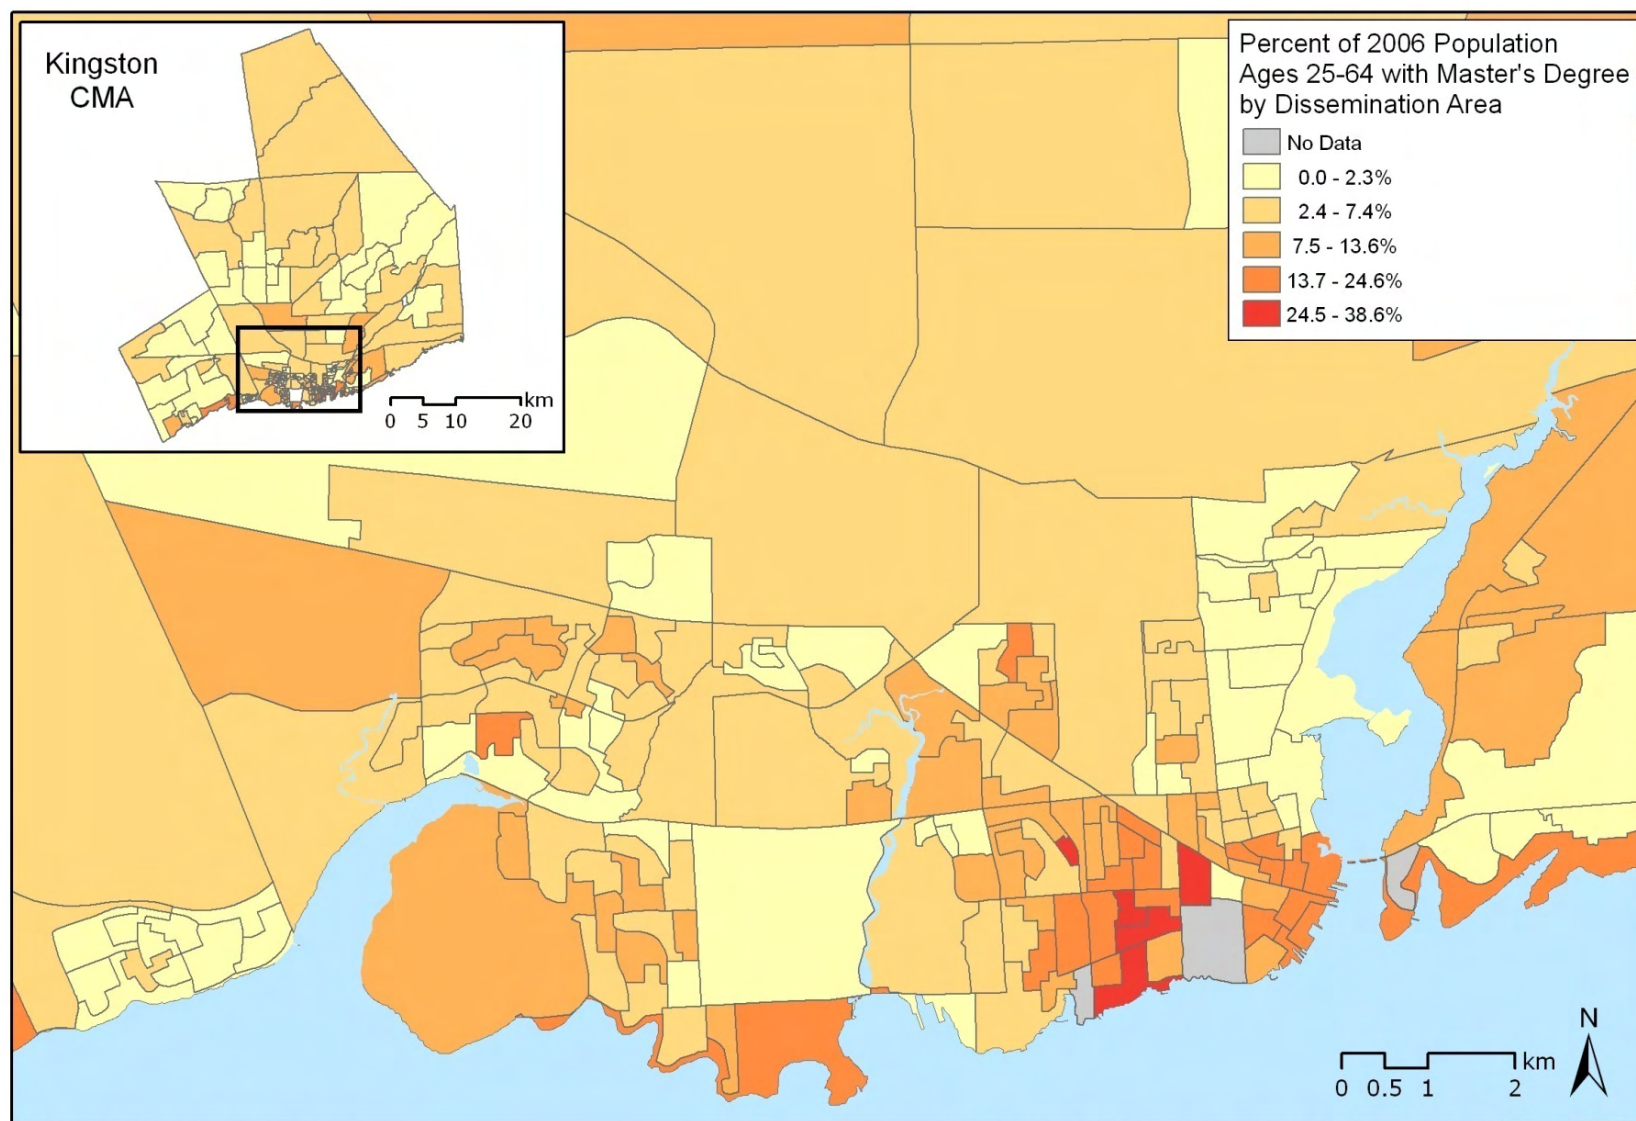 Kingston
CMA
0 5 10 20 km
Percent of 2006 Population
Ages 25-64 with Master's Degree
by Dissemination Area
No Data
0.0 - 2.3%
2.4 - 7.4%
7.5 - 13.6%
13.7 - 24.6%
24.5 - 38.6%
N
km
0 0.5 1 2